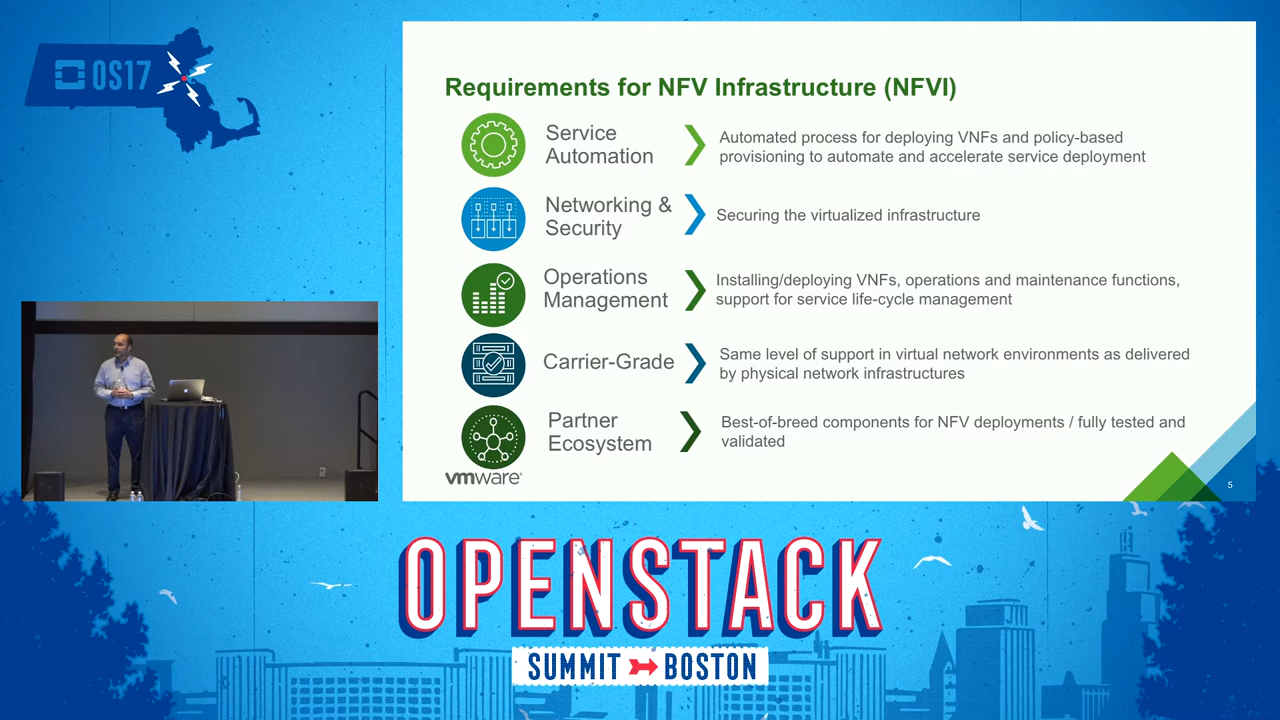 OS17
Requirements for NFV Infrastructure (NFVI)
Service
Automation
Automated process for deploying VNFs and policy-based
provisioning to automate and accelerate service deployment
Networking &
Security
Securing the virtualized infrastructure
Operations
Management
Installing/deploying VNFs, operations and maintenance functions,
support for service life-cycle management
Carrier-Grade
Same level of support in virtual network environments as delivered
by physical network infrastructures
Partner
Ecosystem
Best-of-breed components for NFV deployments / fully tested and
validated
vmware®
5
OPENSTACK
SUMMIT BOSTON